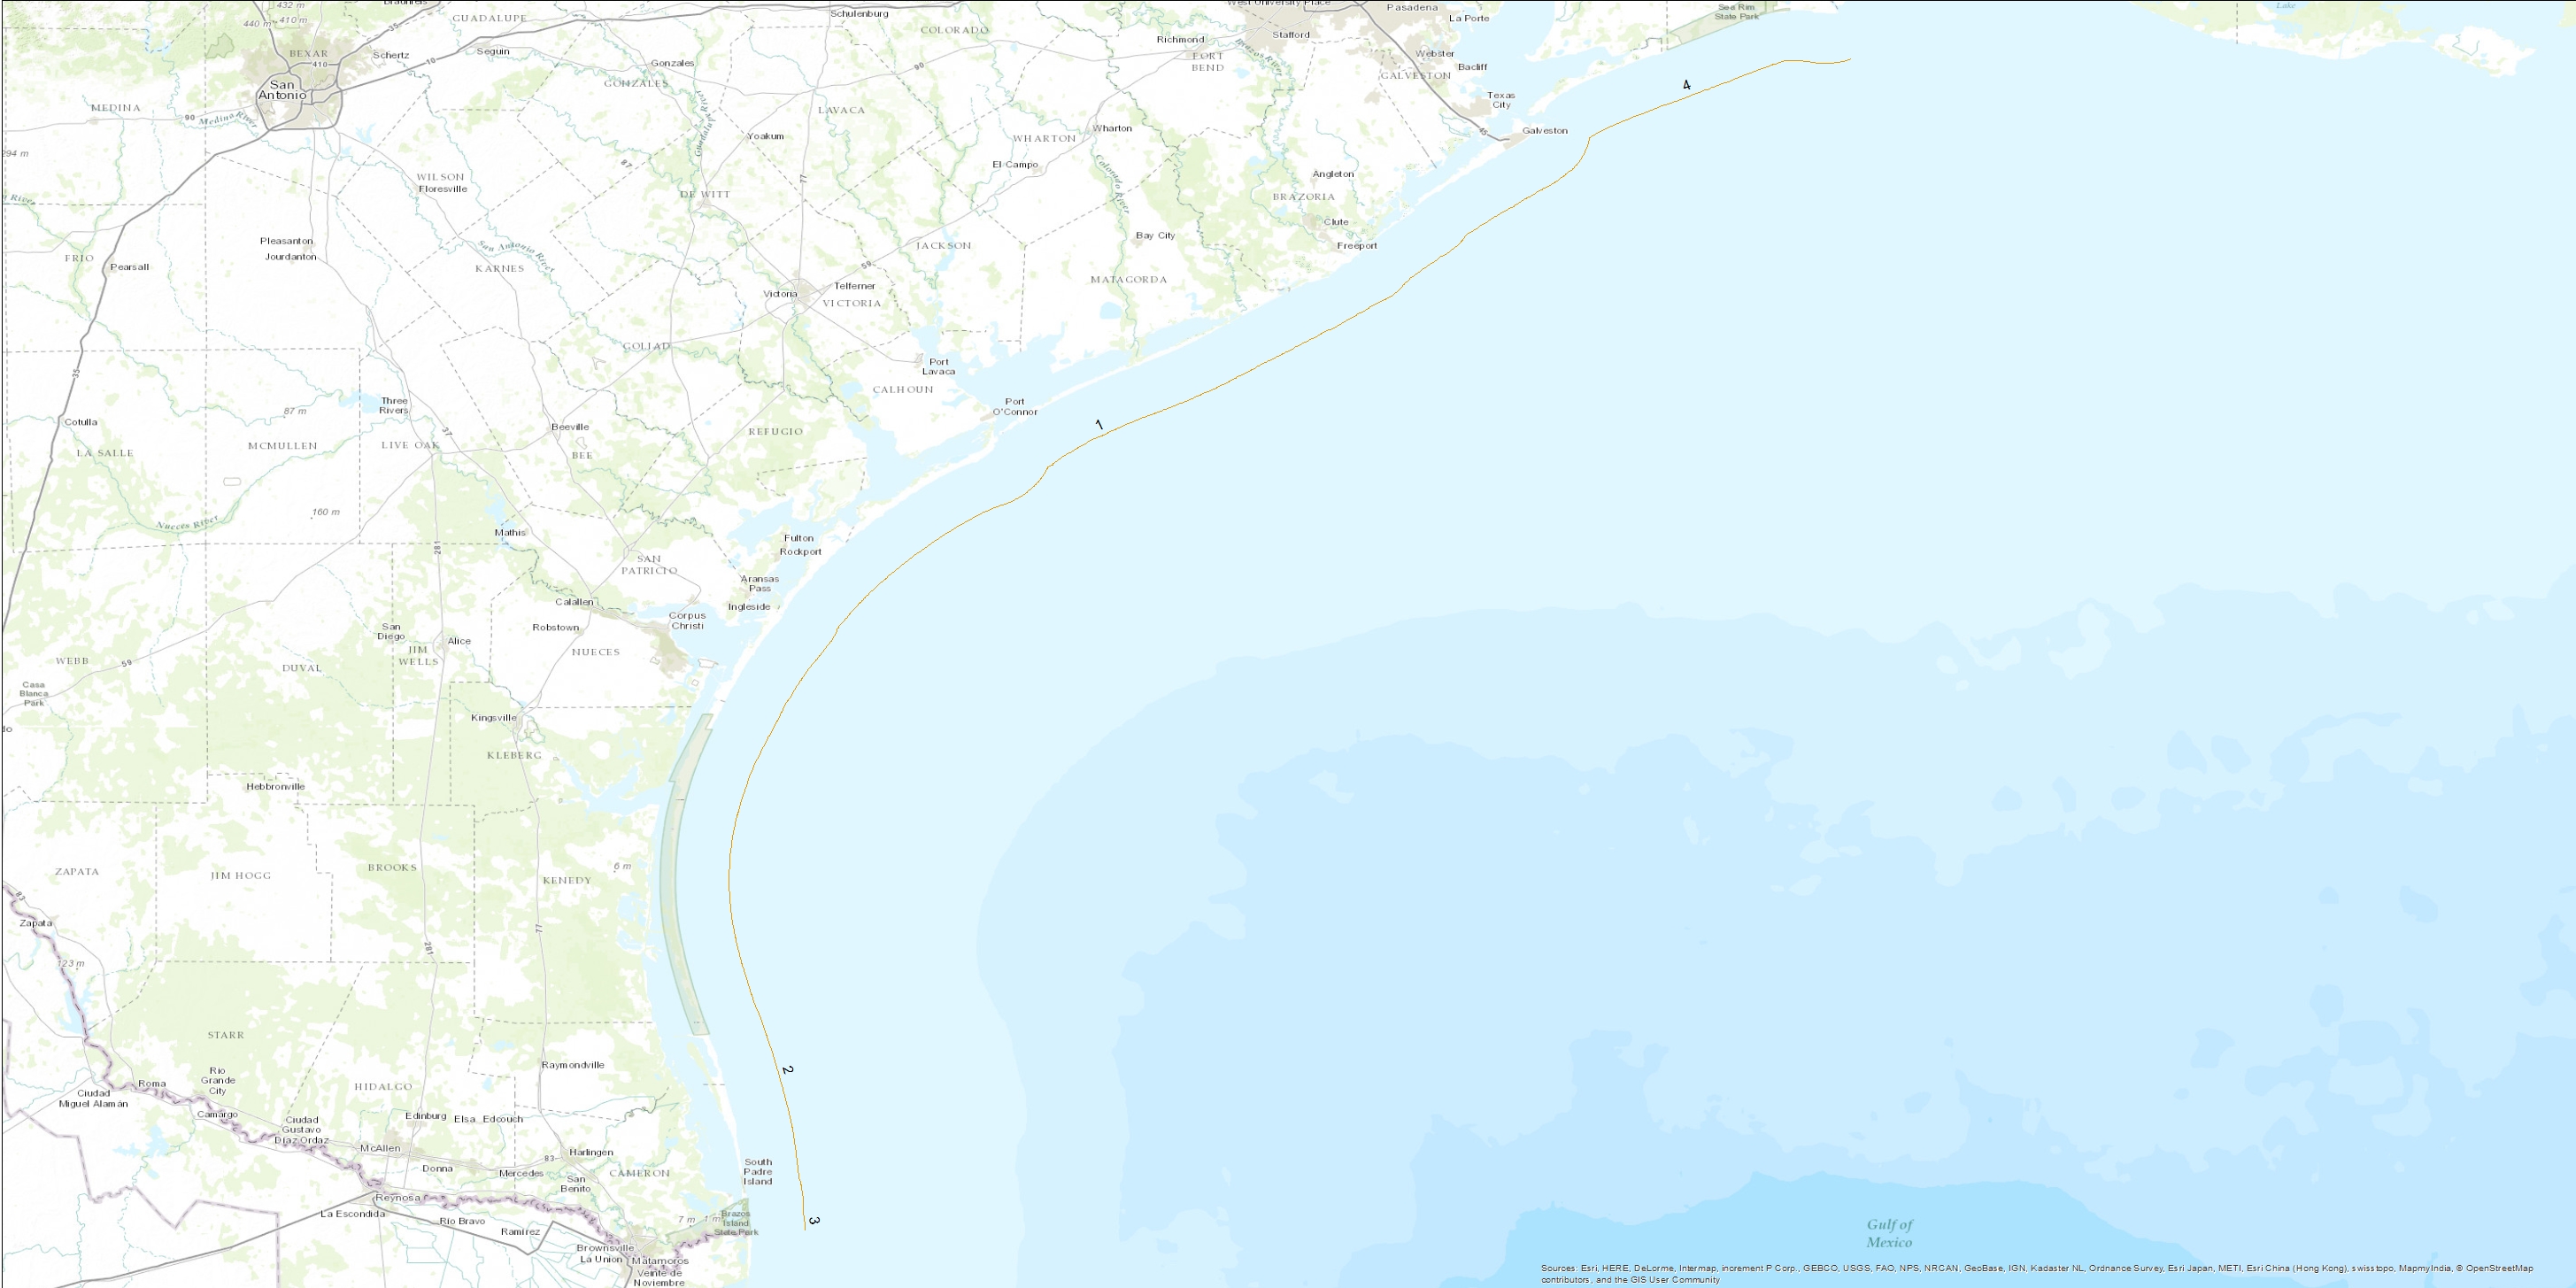 432 m
Braunfels
GUADALUPE
Schulenburg
West University Place
Pasadena
La Porte
Sea Rim
State Park
Lake
440 m
410 m
35
COLORADO
Richmond
Stafford
BEXAR
Schertz
Seguin
10
90
FORT
BEND
Brazos River
Webster
Bacliff
GALVESTON
410
Gonzales
GONZALES
4
San
Antonio
MEDINA
90
Medina River
Guadalupe River
LAVACA
Texas
City
Yoakum
WHARTON
Wharton
45
Galveston
294 m
87
El Campo
Colorado River
WILSON
Floresville
77
DE WITT
Angleton
BRAZORIA
River
Clute
Pleasanton
San Antonio River
JACKSON
Bay City
Freeport
Jourdanton
FRIO
Pearsall
KARNES
59
MATAGORDA
Victoria
Telferner
VICTORIA
GOLIAD
35
Port
Lavaca
CALHOUN
Three
Rivers
87 m
Port
O'Connor
Cotulla
37
Beeville
REFUGIO
1
MCMULLEN
LIVE OAK
LA SALLE
BEE
160 m
Nueces River
Mathis
Fulton
281
Rockport
SAN
PATRICIO
Aransas
Pass
Calallen
Ingleside
Corpus
Christi
San
Diego
Robstown
Alice
JIM
WELLS
NUECES
WEBB
59
DUVAL
Casa
Blanca
Park
Kingsville
do
KLEBERG
Hebbronville
ZAPATA
JIM HOGG
BROOKS
6 m
KENEDY
83
Zapata
77
281
123 m
STARR
Raymondville
2
Rio
Grande
City
Roma
HIDALGO
Ciudad
Miguel Alamán
Camargo
Ciudad
Gustavo
Díaz Ordaz
Edinburg
Elsa
Edcouch
McAllen
Harlingen
83
Donna
Mercedes
CAMERON
South
Padre
Island
San
Benito
Reynosa
La Escondida
Río Bravo
Ramírez
7 m
1 m
Brazos
Island
State Park
3
Gulf of
Mexico
Brownsville
La Union
Matamoros
Veinte de
Noviembre
Sources: Esri, HERE, DeLorme, Intermap, increment P Corp., GEBCO, USGS, FAO, NPS, NRCAN, GeoBase, IGN, Kadaster NL, Ordnance Survey, Esri Japan, METI, Esri China (Hong Kong), swisstopo, MapmyIndia, © OpenStreetMap
contributors, and the GIS User Community